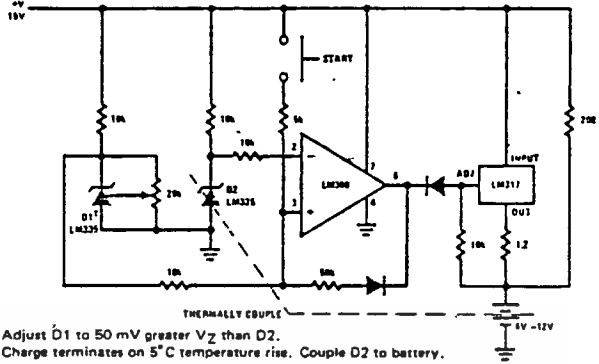 +V
15V
START
10k
10k
5k
10k
20k
D1†
LM335
D2
LM335
2
3
LM308
7
4
6
ADJ
INPUT
LM317
OUT
10k
1.2
10k
50k
THERMALLY COUPLE
6V -12V
Adjust D1 to 50 mV greater VZ than D2.
Charge terminates on 5°C temperature rise. Couple D2 to battery.